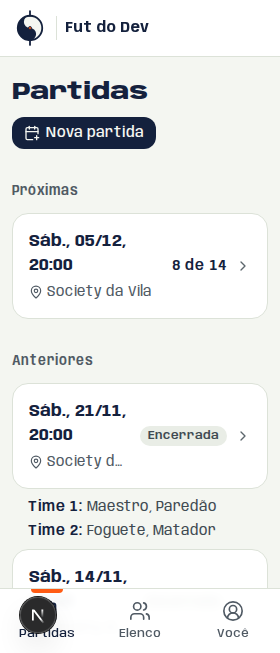 Fut do Dev
Partidas
Nova partida
Próximas
Sáb., 05/12,
20:00
8 de 14
Society da Vila
Anteriores
Sáb., 21/11,
20:00
Encerrada
Society d…
Time 1: Maestro, Paredão
Time 2: Foguete, Matador
Sáb., 14/11,
N
Partidas
Elenco
Você